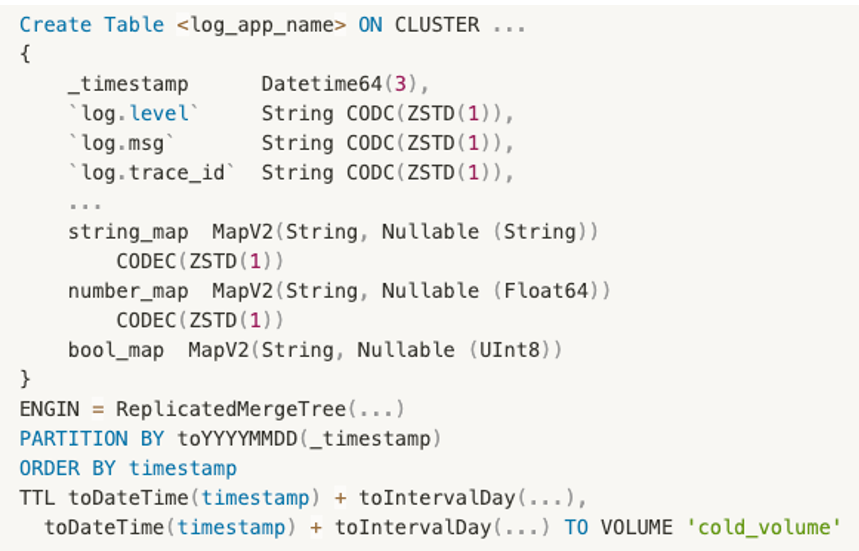 Create Table <log_app_name> ON CLUSTER ...
{
    _timestamp      Datetime64(3),
    `log.level`     String CODC(ZSTD(1)),
    `log.msg`       String CODC(ZSTD(1)),
    `log.trace_id`  String CODC(ZSTD(1)),
    ...
    string_map  MapV2(String, Nullable (String))
        CODEC(ZSTD(1))
    number_map  MapV2(String, Nullable (Float64))
        CODEC(ZSTD(1))
    bool_map  MapV2(String, Nullable (UInt8))
}
ENGIN = ReplicatedMergeTree(...)
PARTITION BY toYYYYMMDD(_timestamp)
ORDER BY timestamp
TTL toDateTime(timestamp) + toIntervalDay(...),
  toDateTime(timestamp) + toIntervalDay(...) TO VOLUME 'cold_volume'